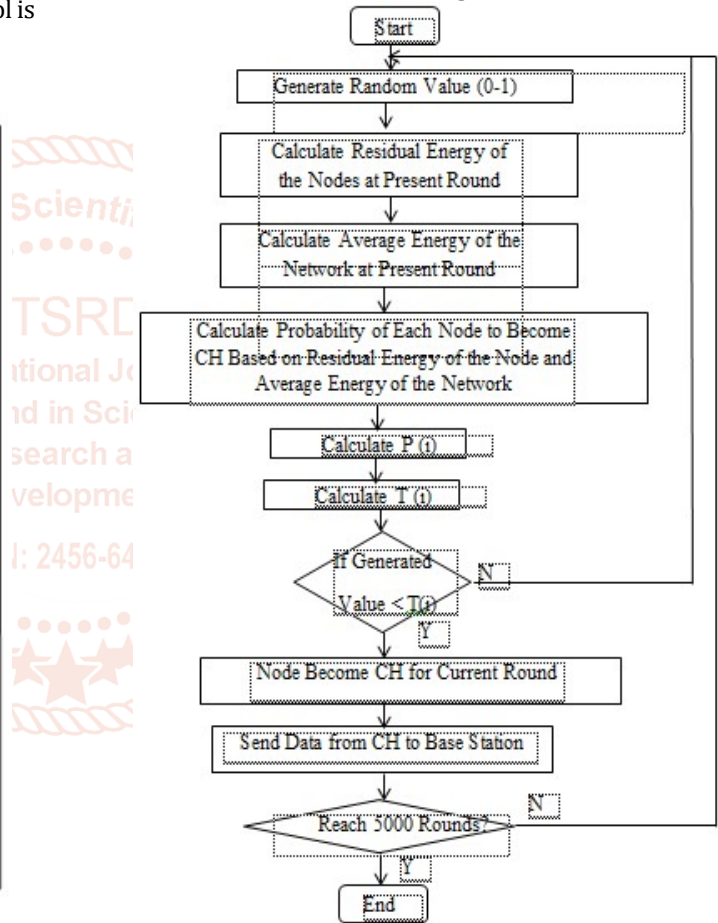 ol is
Start
Generate Random Value (0-1)
Calculate Residual Energy of
the Nodes at Present Round
Calculate Average Energy of the
Network at Present Round
Calculate Probability of Each Node to Become
CH Based on Residual Energy of the Node and
Average Energy of the Network
Calculate P (i)
Calculate T (i)
If Generated
Value < T(i)
N
Y
Node Become CH for Current Round
Send Data from CH to Base Station
Reach 5000 Rounds?
N
Y
End
Scienti
TSRD
ational Jo
nd in Scie
search a
velopme
N: 2456-64